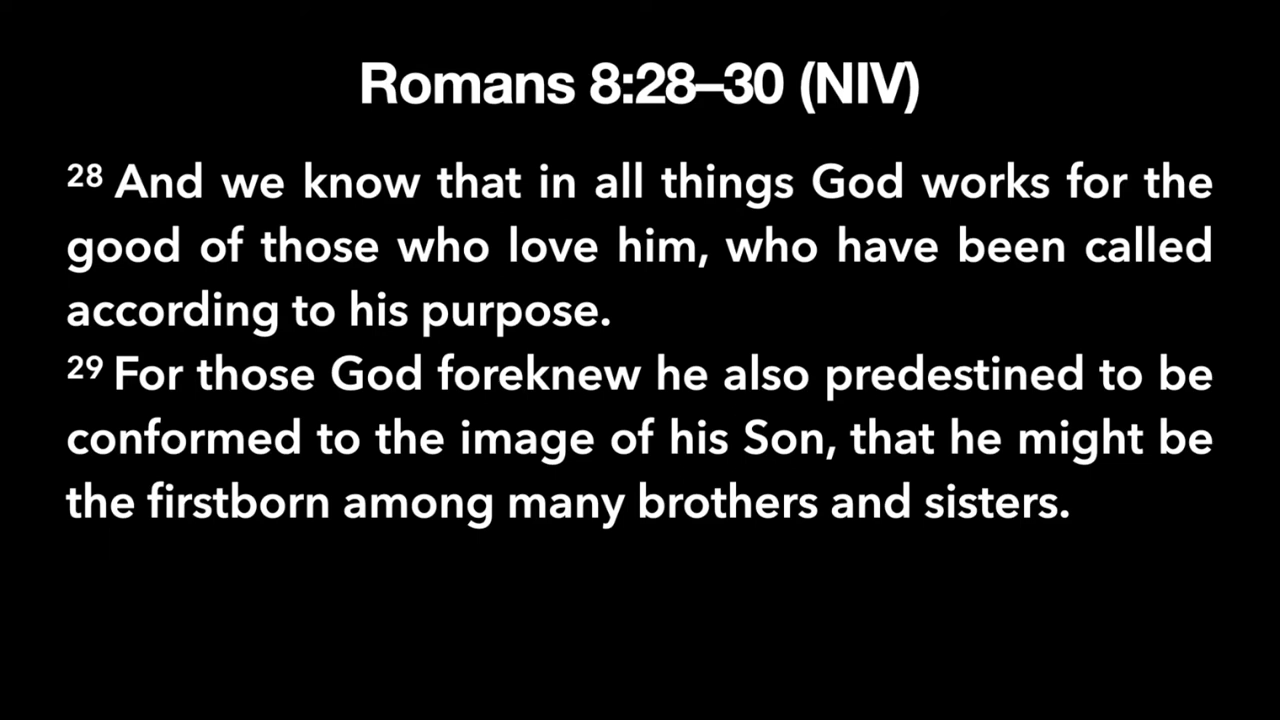 Romans 8:28–30 (NIV)
28 And we know that in all things God works for the
good of those who love him, who have been called
according to his purpose.
29 For those God foreknew he also predestined to be
conformed to the image of his Son, that he might be
the firstborn among many brothers and sisters.